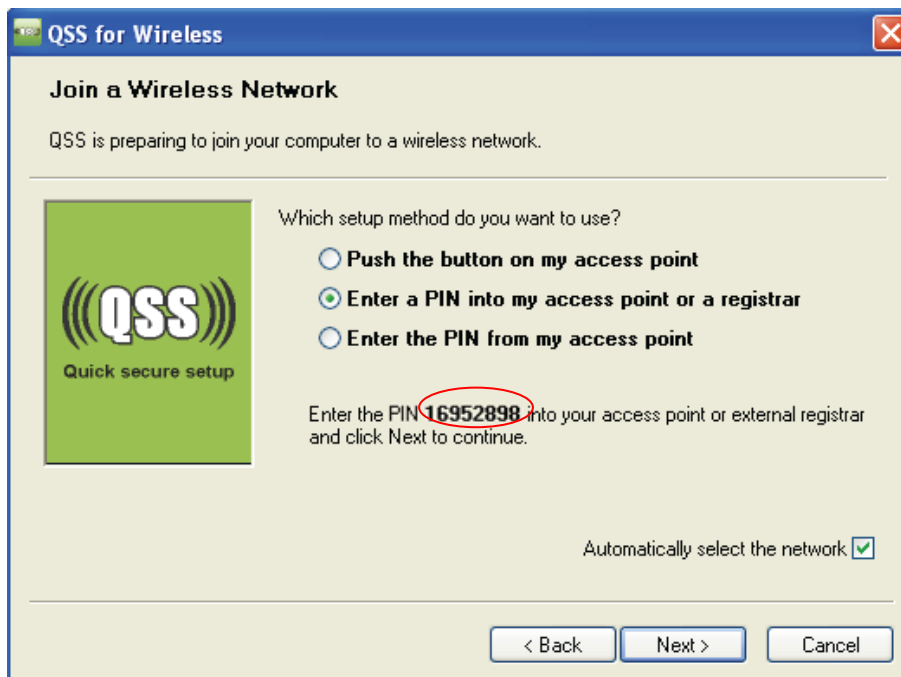 QSS for Wireless
Join a Wireless Network
QSS is preparing to join your computer to a wireless network.
Which setup method do you want to use?
Push the button on my access point
Enter a PIN into my access point or a registrar
Enter the PIN from my access point
(((QSS)))
Quick secure setup
Enter the PIN 16952898 into your access point or external registrar
and click Next to continue.
Automatically select the network
< Back
Next >
Cancel